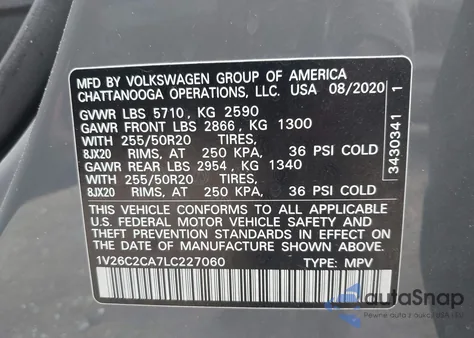 MFD BY VOLKSWAGEN GROUP OF AMERICA
CHATTANOOGA OPERATIONS, LLC. USA 08/2020
GVWR LBS 5710, KG 2590
GAWR FRONT LBS 2866, KG 1300
WITH 255/50R20 TIRES,
8JX20 RIMS, AT 250 KPA, 36 PSI COLD
GAWR REAR LBS 2954, KG 1340
WITH 255/50R20 TIRES,
8JX20 RIMS, AT 250 KPA, 36 PSI COLD
THIS VEHICLE CONFORMS TO ALL APPLICABLE
U.S. FEDERAL MOTOR VEHICLE SAFETY AND
THEFT PREVENTION STANDARDS IN EFFECT ON
THE DATE OF MANUFACTURE SHOWN ABOVE.
1V26C2CA7LC227060 TYPE: MPV
3430341 1
autaSnap